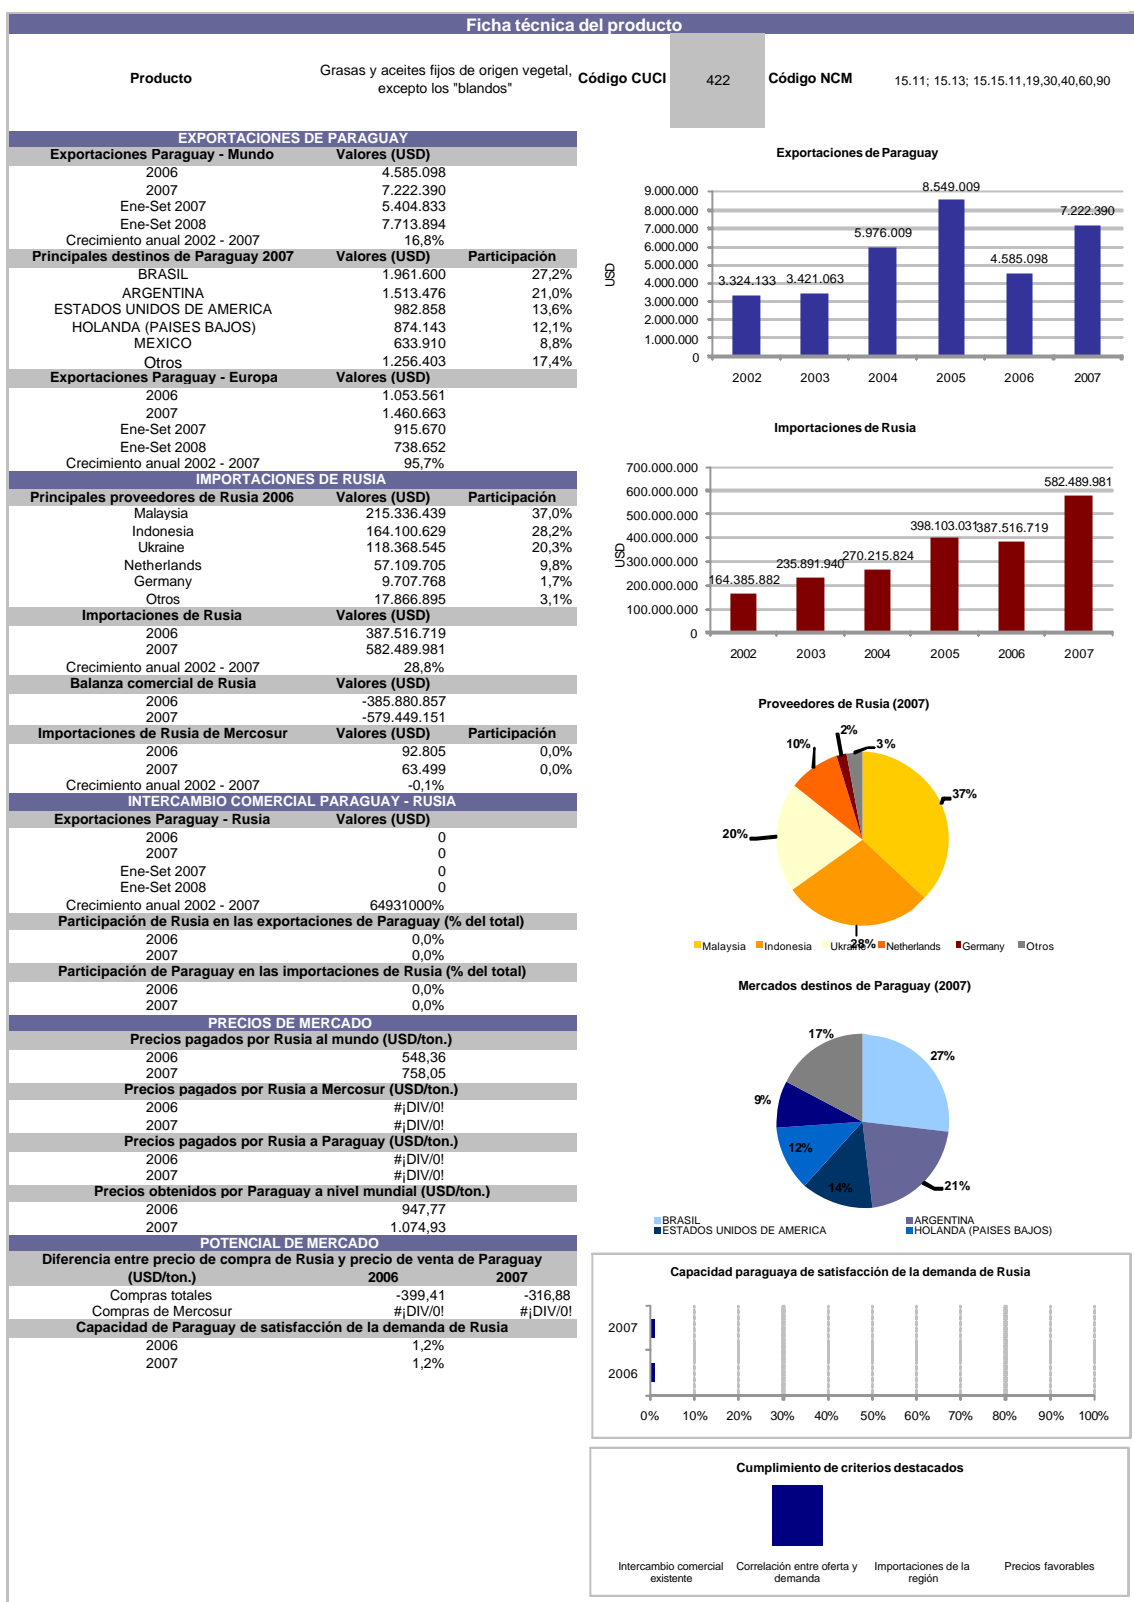 Ficha técnica del producto
Producto
Grasas y aceites fijos de origen vegetal,
excepto los "blandos"
Código CUCI
422
Código NCM
15.11; 15.13; 15.15.11,19,30,40,60,90
EXPORTACIONES DE PARAGUAY
Exportaciones Paraguay - Mundo Valores (USD)
2006 4.585.098
2007 7.222.390
Ene-Set 2007 5.404.833
Ene-Set 2008 7.713.894
Crecimiento anual 2002 - 2007 16,8%
Principales destinos de Paraguay 2007 Valores (USD) Participación
BRASIL 1.961.600 27,2%
ARGENTINA 1.513.476 21,0%
ESTADOS UNIDOS DE AMERICA 982.858 13,6%
HOLANDA (PAISES BAJOS) 874.143 12,1%
MEXICO 633.910 8,8%
Otros 1.256.403 17,4%
Exportaciones Paraguay - Europa Valores (USD)
2006 1.053.561
2007 1.460.663
Ene-Set 2007 915.670
Ene-Set 2008 738.652
Crecimiento anual 2002 - 2007 95,7%
IMPORTACIONES DE RUSIA
Principales proveedores de Rusia 2006 Valores (USD) Participación
Malaysia 215.336.439 37,0%
Indonesia 164.100.629 28,2%
Ukraine 118.368.545 20,3%
Netherlands 57.109.705 9,8%
Germany 9.707.768 1,7%
Otros 17.866.895 3,1%
Importaciones de Rusia Valores (USD)
2006 387.516.719
2007 582.489.981
Crecimiento anual 2002 - 2007 28,8%
Balanza comercial de Rusia Valores (USD)
2006 -385.880.857
2007 -579.449.151
Importaciones de Rusia de Mercosur Valores (USD) Participación
2006 92.805 0,0%
2007 63.499 0,0%
Crecimiento anual 2002 - 2007 -0,1%
INTERCAMBIO COMERCIAL PARAGUAY - RUSIA
Exportaciones Paraguay - Rusia Valores (USD)
2006 0
2007 0
Ene-Set 2007 0
Ene-Set 2008 0
Crecimiento anual 2002 - 2007 64931000%
Participación de Rusia en las exportaciones de Paraguay (% del total)
2006 0,0%
2007 0,0%
Participación de Paraguay en las importaciones de Rusia (% del total)
2006 0,0%
2007 0,0%
PRECIOS DE MERCADO
Precios pagados por Rusia al mundo (USD/ton.)
2006 548,36
2007 758,05
Precios pagados por Rusia a Mercosur (USD/ton.)
2006 #¡DIV/0!
2007 #¡DIV/0!
Precios pagados por Rusia a Paraguay (USD/ton.)
2006 #¡DIV/0!
2007 #¡DIV/0!
Precios obtenidos por Paraguay a nivel mundial (USD/ton.)
2006 947,77
2007 1.074,93
POTENCIAL DE MERCADO
Diferencia entre precio de compra de Rusia y precio de venta de Paraguay
(USD/ton.) 2006 2007
Compras totales -399,41 -316,88
Compras de Mercosur #¡DIV/0! #¡DIV/0!
Capacidad de Paraguay de satisfacción de la demanda de Rusia
2006 1,2%
2007 1,2%
Exportaciones de Paraguay
USD
9.000.000
8.000.000
7.000.000
6.000.000
5.000.000
4.000.000
3.000.000
2.000.000
1.000.000
0
3.324.133 3.421.063 5.976.009 8.549.009 4.585.098 7.222.390
2002 2003 2004 2005 2006 2007
Importaciones de Rusia
USD
700.000.000
600.000.000
500.000.000
400.000.000
300.000.000
200.000.000
100.000.000
0
164.385.882 235.891.940 270.215.824 398.103.031 387.516.719 582.489.981
2002 2003 2004 2005 2006 2007
Proveedores de Rusia (2007)
2%
3%
10%
37%
20%
28%
Malaysia Indonesia Ukraine Netherlands Germany Otros
Mercados destinos de Paraguay (2007)
17%
27%
9%
12%
14%
21%
BRASIL ARGENTINA
ESTADOS UNIDOS DE AMERICA HOLANDA (PAISES BAJOS)
Capacidad paraguaya de satisfacción de la demanda de Rusia
2007
2006
0% 10% 20% 30% 40% 50% 60% 70% 80% 90% 100%
Cumplimiento de criterios destacados
Intercambio comercial
existente
Correlación entre oferta y
demanda
Importaciones de la
región
Precios favorables